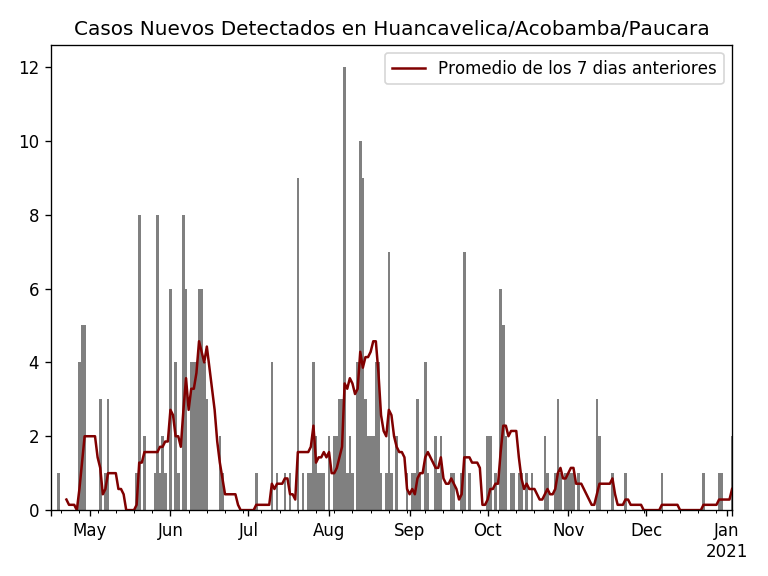 Casos Nuevos Detectados en Huancavelica/Acobamba/Paucara
Promedio de los 7 dias anteriores
12
10
8
6
4
2
0
May Jun Jul Aug Sep Oct Nov Dec Jan
2021